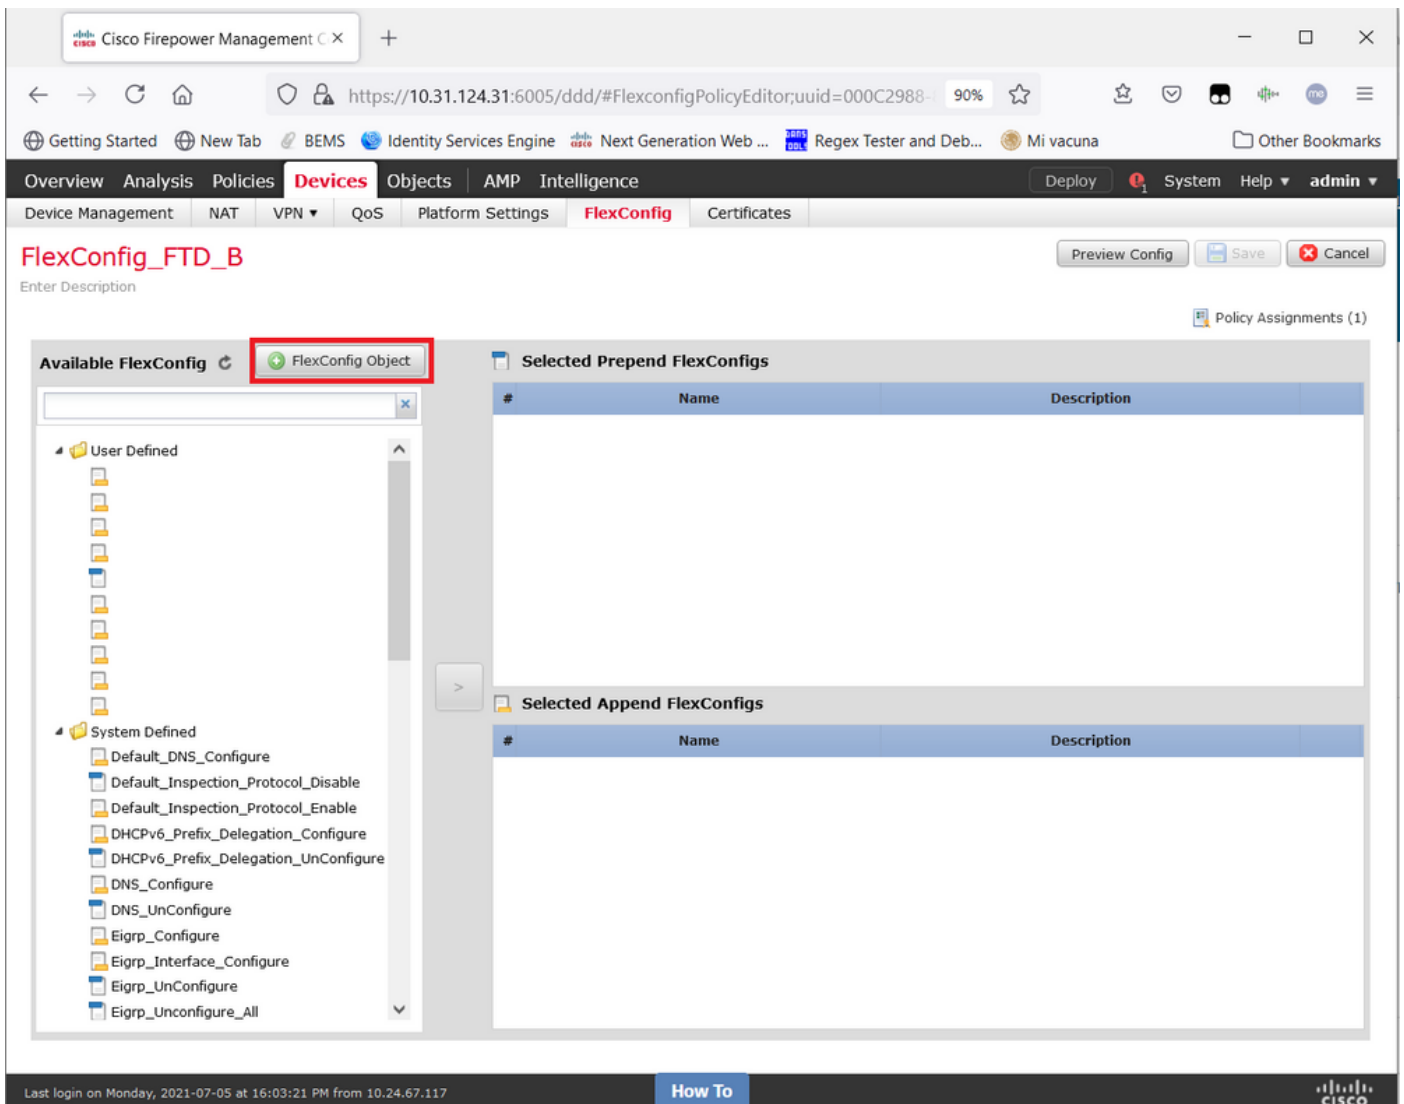 cisco Cisco Firepower Management C
https://10.31.124.31:6005/ddd/#FlexconfigPolicyEditor;uuid=000C2988- 90% me
Getting Started New Tab BEMS Identity Services Engine Next Generation Web ... Regex Tester and Deb... Mi vacuna Other Bookmarks
Overview Analysis Policies Devices Objects AMP Intelligence Deploy 1 System Help admin
Device Management NAT VPN QoS Platform Settings FlexConfig Certificates
FlexConfig_FTD_B Preview Config Save Cancel
Enter Description
Policy Assignments (1)
Available FlexConfig FlexConfig Object
Selected Prepend FlexConfigs
# Name Description
User Defined
Selected Append FlexConfigs
# Name Description
System Defined
Default_DNS_Configure
Default_Inspection_Protocol_Disable
Default_Inspection_Protocol_Enable
DHCPv6_Prefix_Delegation_Configure
DHCPv6_Prefix_Delegation_UnConfigure
DNS_Configure
DNS_UnConfigure
Eigrp_Configure
Eigrp_Interface_Configure
Eigrp_UnConfigure
Eigrp_Unconfigure_All
>
Last login on Monday, 2021-07-05 at 16:03:21 PM from 10.24.67.117 How To cisco